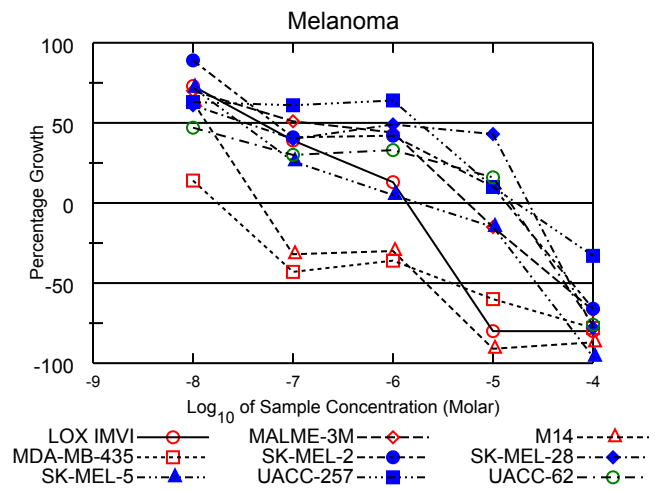 Melanoma
100
50
0
-50
-100
Percentage Growth
-9 -8 -7 -6 -5 -4
Log10 of Sample Concentration (Molar)
LOX IMVI MALME-3M M14
MDA-MB-435 SK-MEL-2 SK-MEL-28
SK-MEL-5 UACC-257 UACC-62